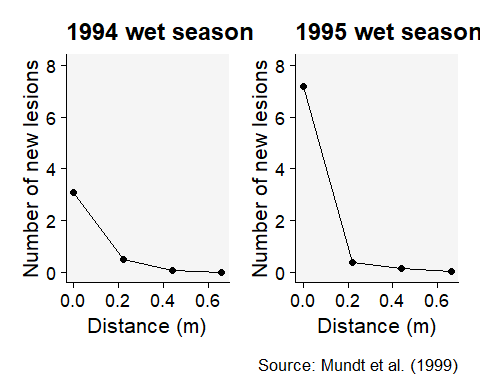 1994 wet season
Number of new lesions
8
6
4
2
0
0.0 0.2 0.4 0.6
Distance (m)
1995 wet season
Number of new lesions
8
6
4
2
0
0.0 0.2 0.4 0.6
Distance (m)
Source: Mundt et al. (1999)